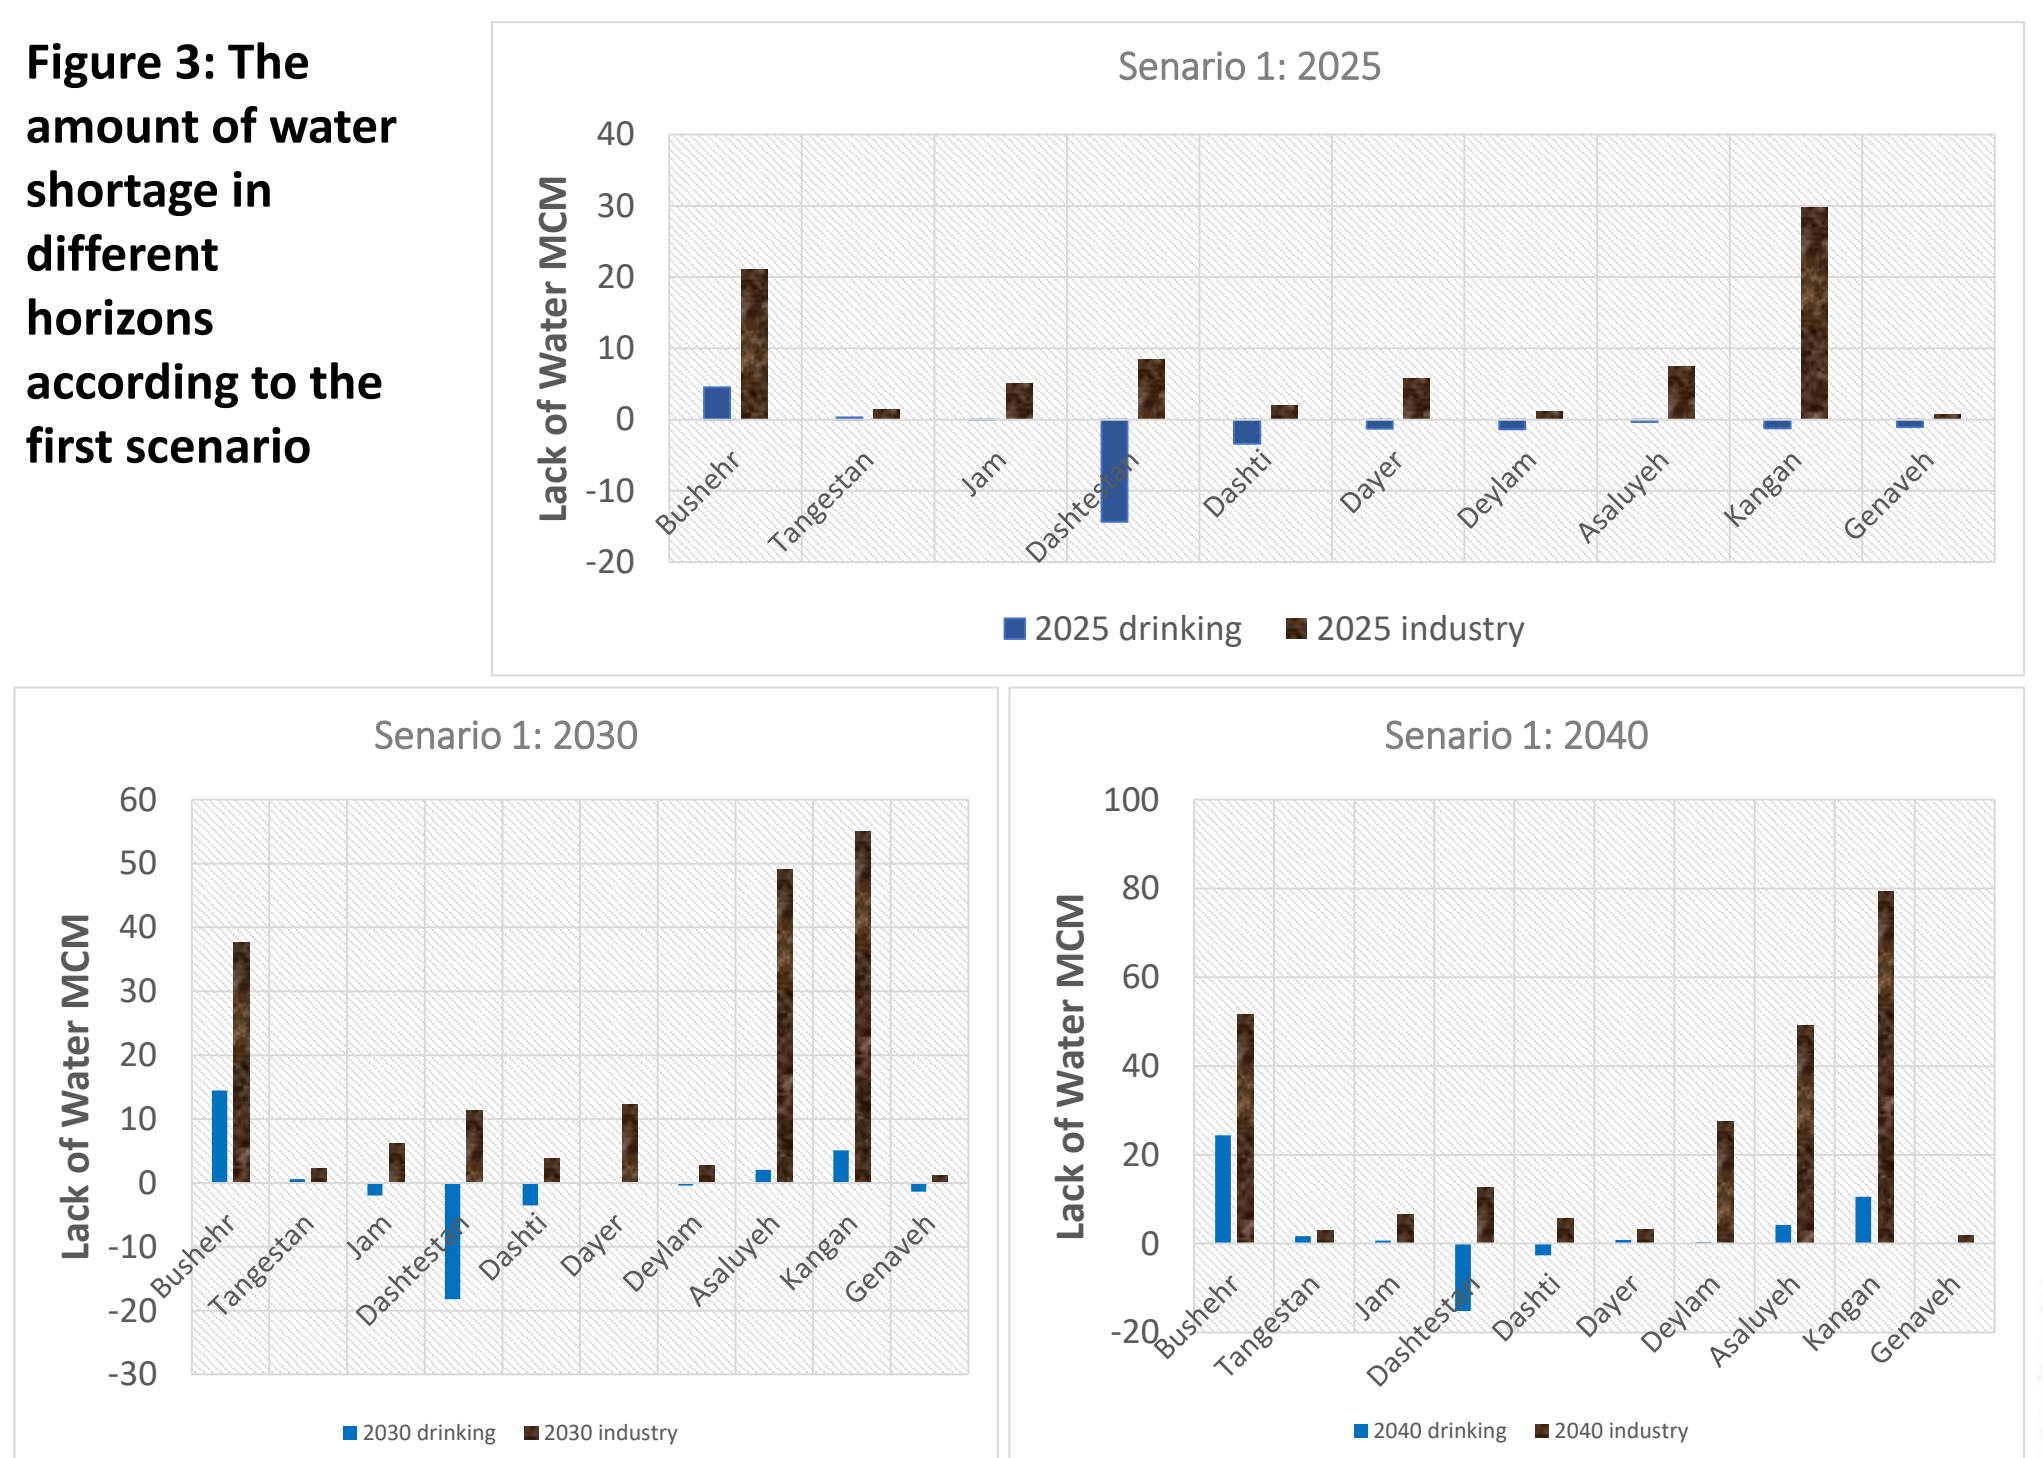 Figure 3: The
amount of water
shortage in
different
horizons
according to the
first scenario
Senario 1: 2025
Lack of Water MCM
40
30
20
10
0
-10
-20
Bushehr
Tangestan
Jam
Dashtestan
Dashti
Dayer
Deylam
Asaluyeh
Kangan
Genaveh
2025 drinking
2025 industry
Senario 1: 2030
Lack of Water MCM
60
50
40
30
20
10
0
-10
-20
-30
Bushehr
Tangestan
Jam
Dashtestan
Dashti
Dayer
Deylam
Asaluyeh
Kangan
Genaveh
2030 drinking
2030 industry
Senario 1: 2040
Lack of Water MCM
100
80
60
40
20
0
-20
Bushehr
Tangestan
Jam
Dashtestan
Dashti
Dayer
Deylam
Asaluyeh
Kangan
Genaveh
2040 drinking
2040 industry